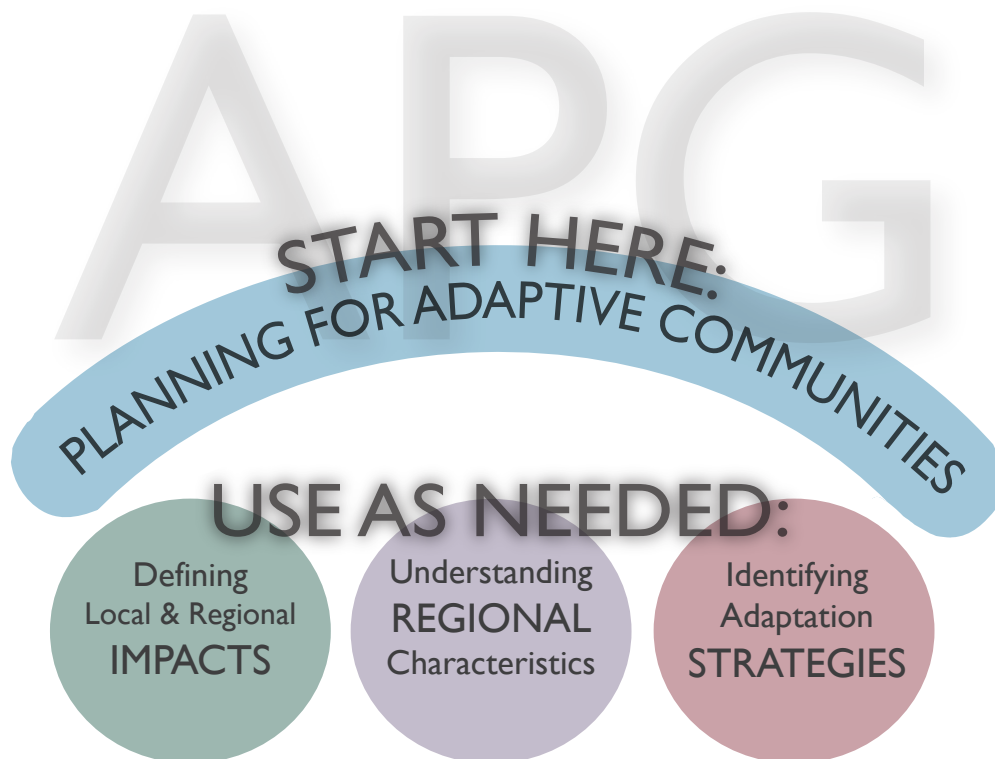 APG
START HERE:
PLANNING FOR ADAPTIVE COMMUNITIES
USE AS NEEDED:
Defining
Local & Regional
IMPACTS
Understanding
REGIONAL
Characteristics
Identifying
Adaptation
STRATEGIES